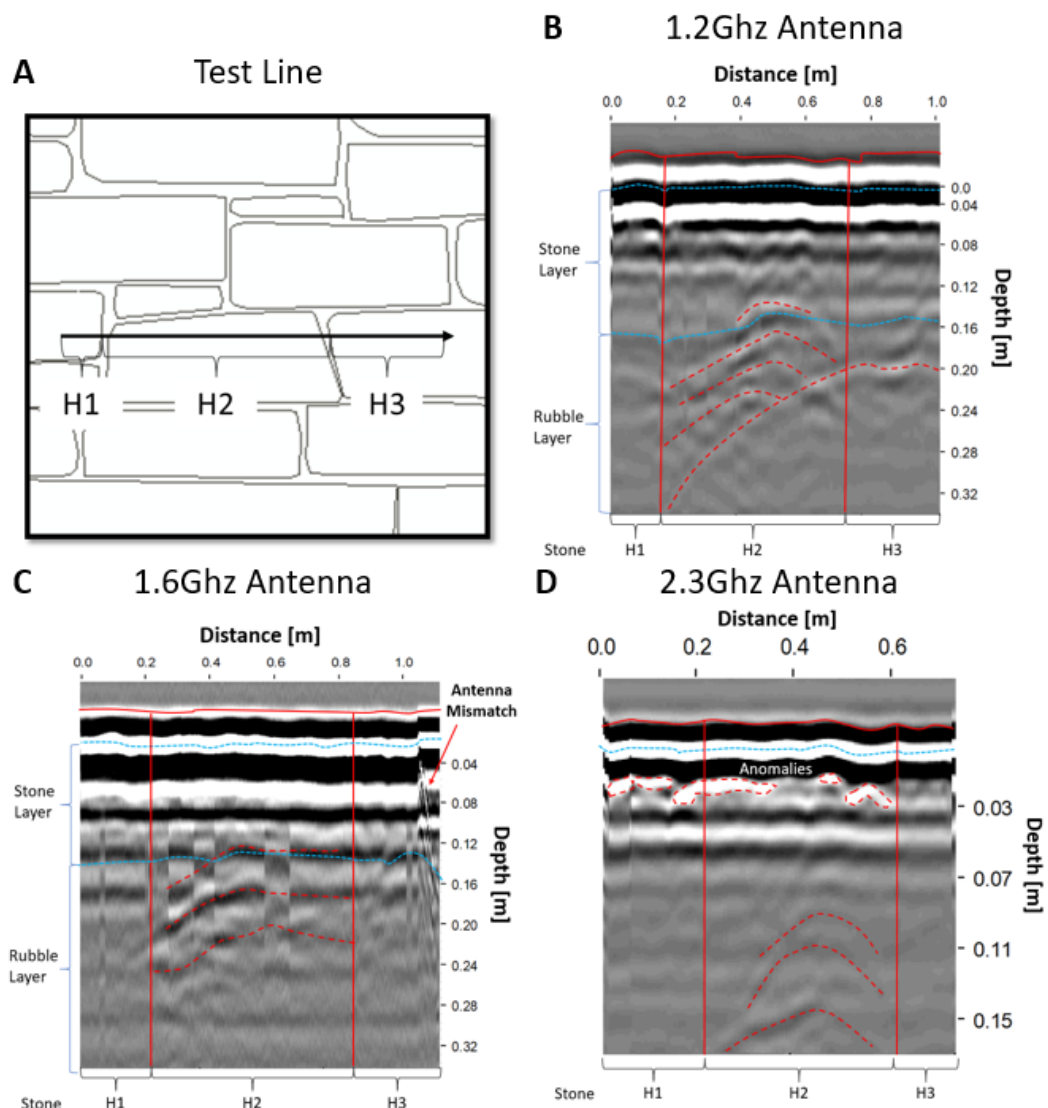 A Test Line
H1 H2 H3
B 1.2Ghz Antenna
Distance [m]
0.0 0.2 0.4 0.6 0.8 1.0
Stone
Layer
Rubble
Layer
0.0
0.04
0.08
0.12
0.16
0.20
0.24
0.28
0.32
Depth [m]
Stone H1 H2 H3
C 1.6Ghz Antenna
Distance [m]
0.0 0.2 0.4 0.6 0.8 1.0
Antenna
Mismatch
Stone
Layer
Rubble
Layer
0.04
0.08
0.12
0.16
0.20
0.24
0.28
0.32
Depth [m]
Stone H1 H2 H3
D 2.3Ghz Antenna
Distance [m]
0.0 0.2 0.4 0.6
Anomalies
0.03
0.07
0.11
0.15
Depth [m]
Stone H1 H2 H3